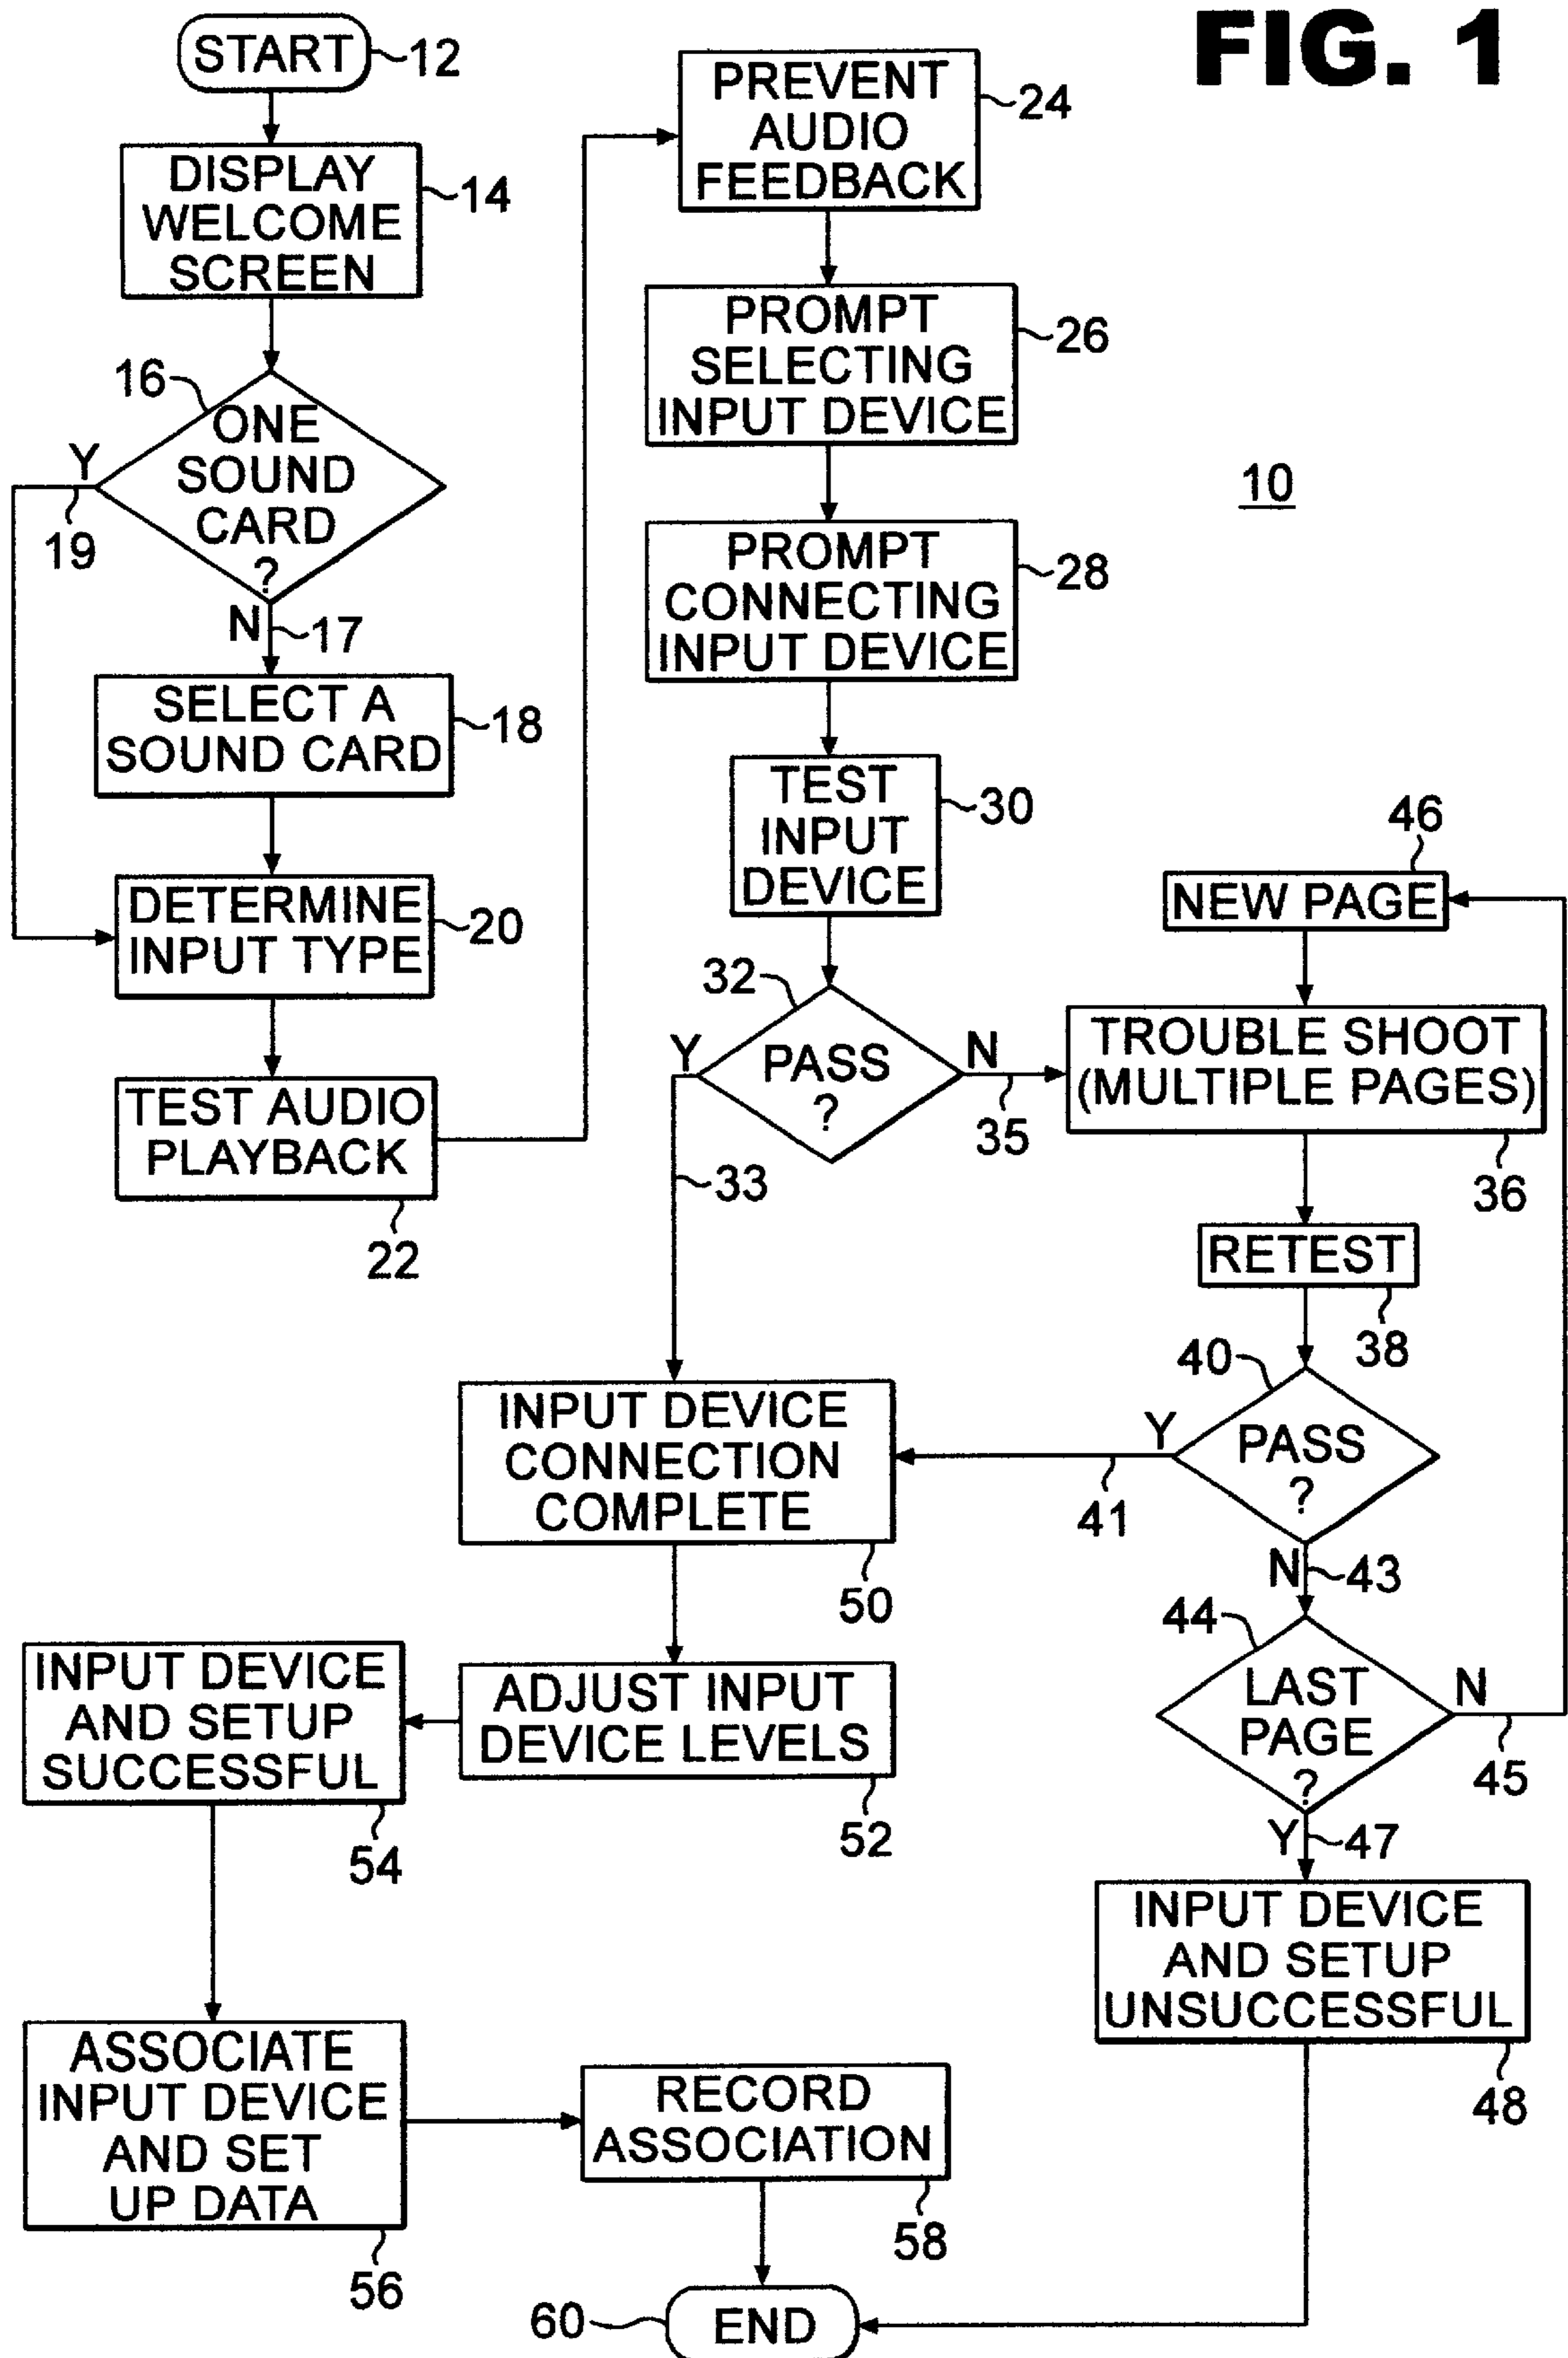 FIG. 1
START
12
DISPLAY
WELCOME
SCREEN
14
16
ONE
SOUND
CARD
?
Y
19
N
17
SELECT A
SOUND CARD
18
DETERMINE
INPUT TYPE
20
TEST AUDIO
PLAYBACK
22
PREVENT
AUDIO
FEEDBACK
24
PROMPT
SELECTING
INPUT DEVICE
26
PROMPT
CONNECTING
INPUT DEVICE
28
10
TEST
INPUT
DEVICE
30
32
PASS
?
Y
33
N
35
46
NEW PAGE
TROUBLE SHOOT
(MULTIPLE PAGES)
36
RETEST
38
40
PASS
?
Y
41
N
43
44
LAST
PAGE
?
N
45
Y
47
INPUT DEVICE
AND SETUP
UNSUCCESSFUL
48
INPUT DEVICE
CONNECTION
COMPLETE
50
ADJUST INPUT
DEVICE LEVELS
52
INPUT DEVICE
AND SETUP
SUCCESSFUL
54
ASSOCIATE
INPUT DEVICE
AND SET
UP DATA
56
RECORD
ASSOCIATION
58
60
END